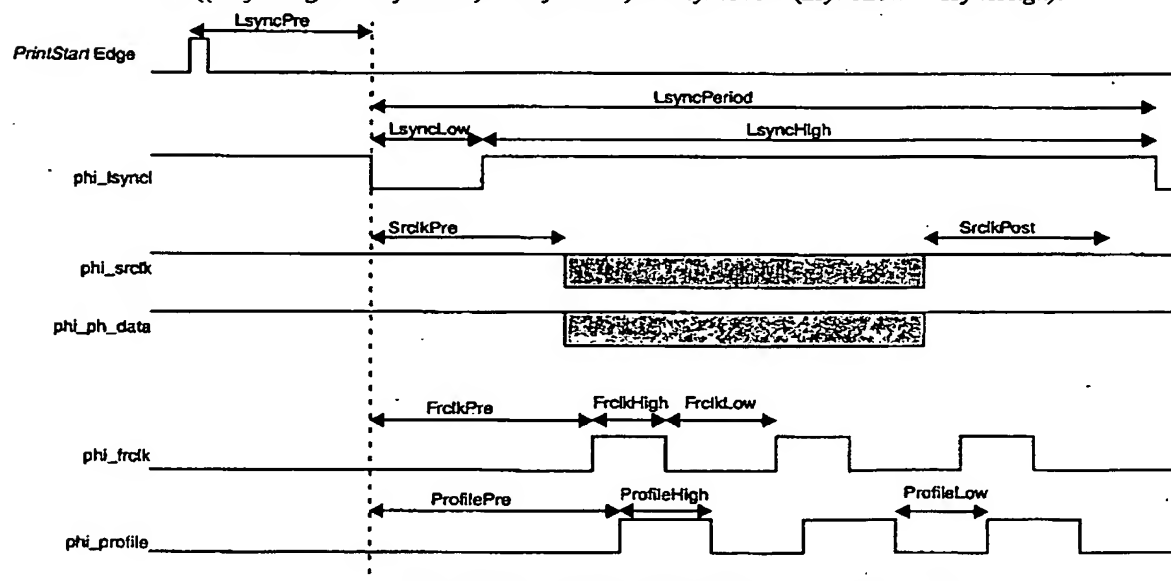 LsyncPre
PrintStart Edge
LsyncPeriod
LsyncLow LsyncHigh
phi_lsyncl
SrclkPre SrclkPost
phi_srclk
phi_ph_data
FrclkPre FrclkHigh FrclkLow
phi_frclk
ProfilePre ProfileHigh ProfileLow
phi_profile